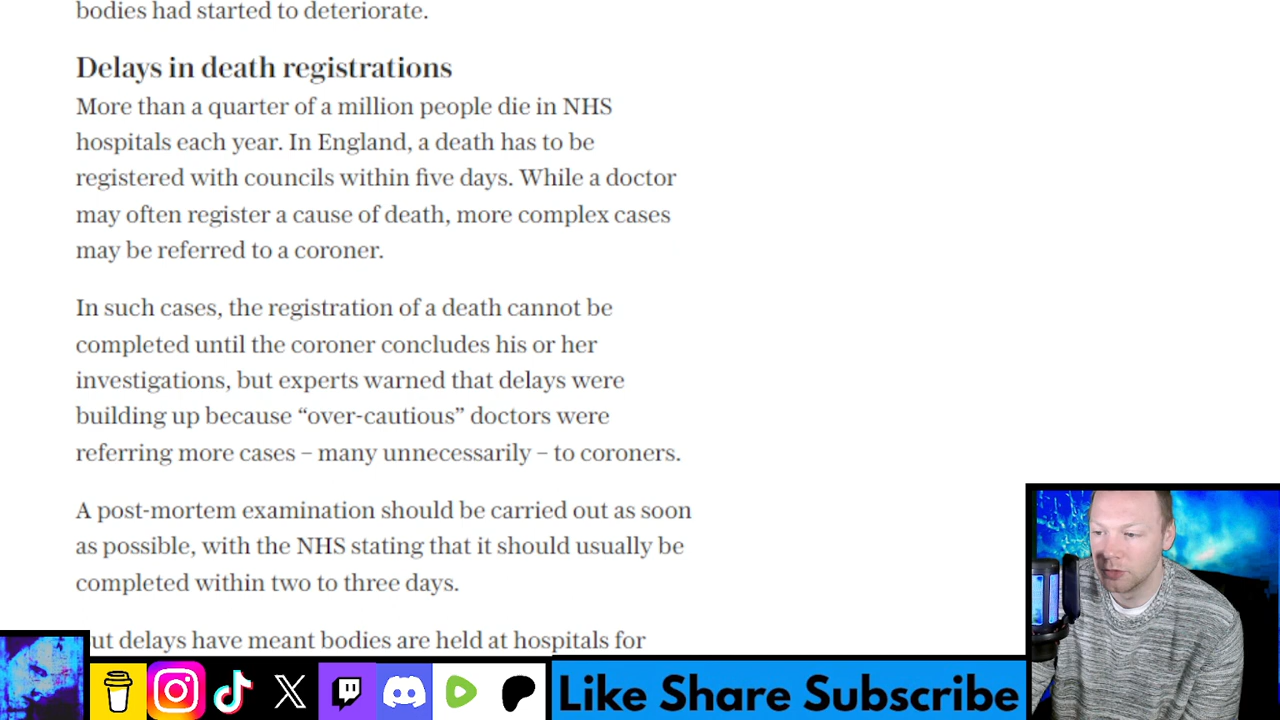 bodies had started to deteriorate.
Delays in death registrations
More than a quarter of a million people die in NHS
hospitals each year. In England, a death has to be
registered with councils within five days. While a doctor
may often register a cause of death, more complex cases
may be referred to a coroner.
In such cases, the registration of a death cannot be
completed until the coroner concludes his or her
investigations, but experts warned that delays were
building up because “over-cautious” doctors were
referring more cases – many unnecessarily – to coroners.
A post-mortem examination should be carried out as soon
as possible, with the NHS stating that it should usually be
completed within two to three days.
ut delays have meant bodies are held at hospitals for
Like Share Subscribe